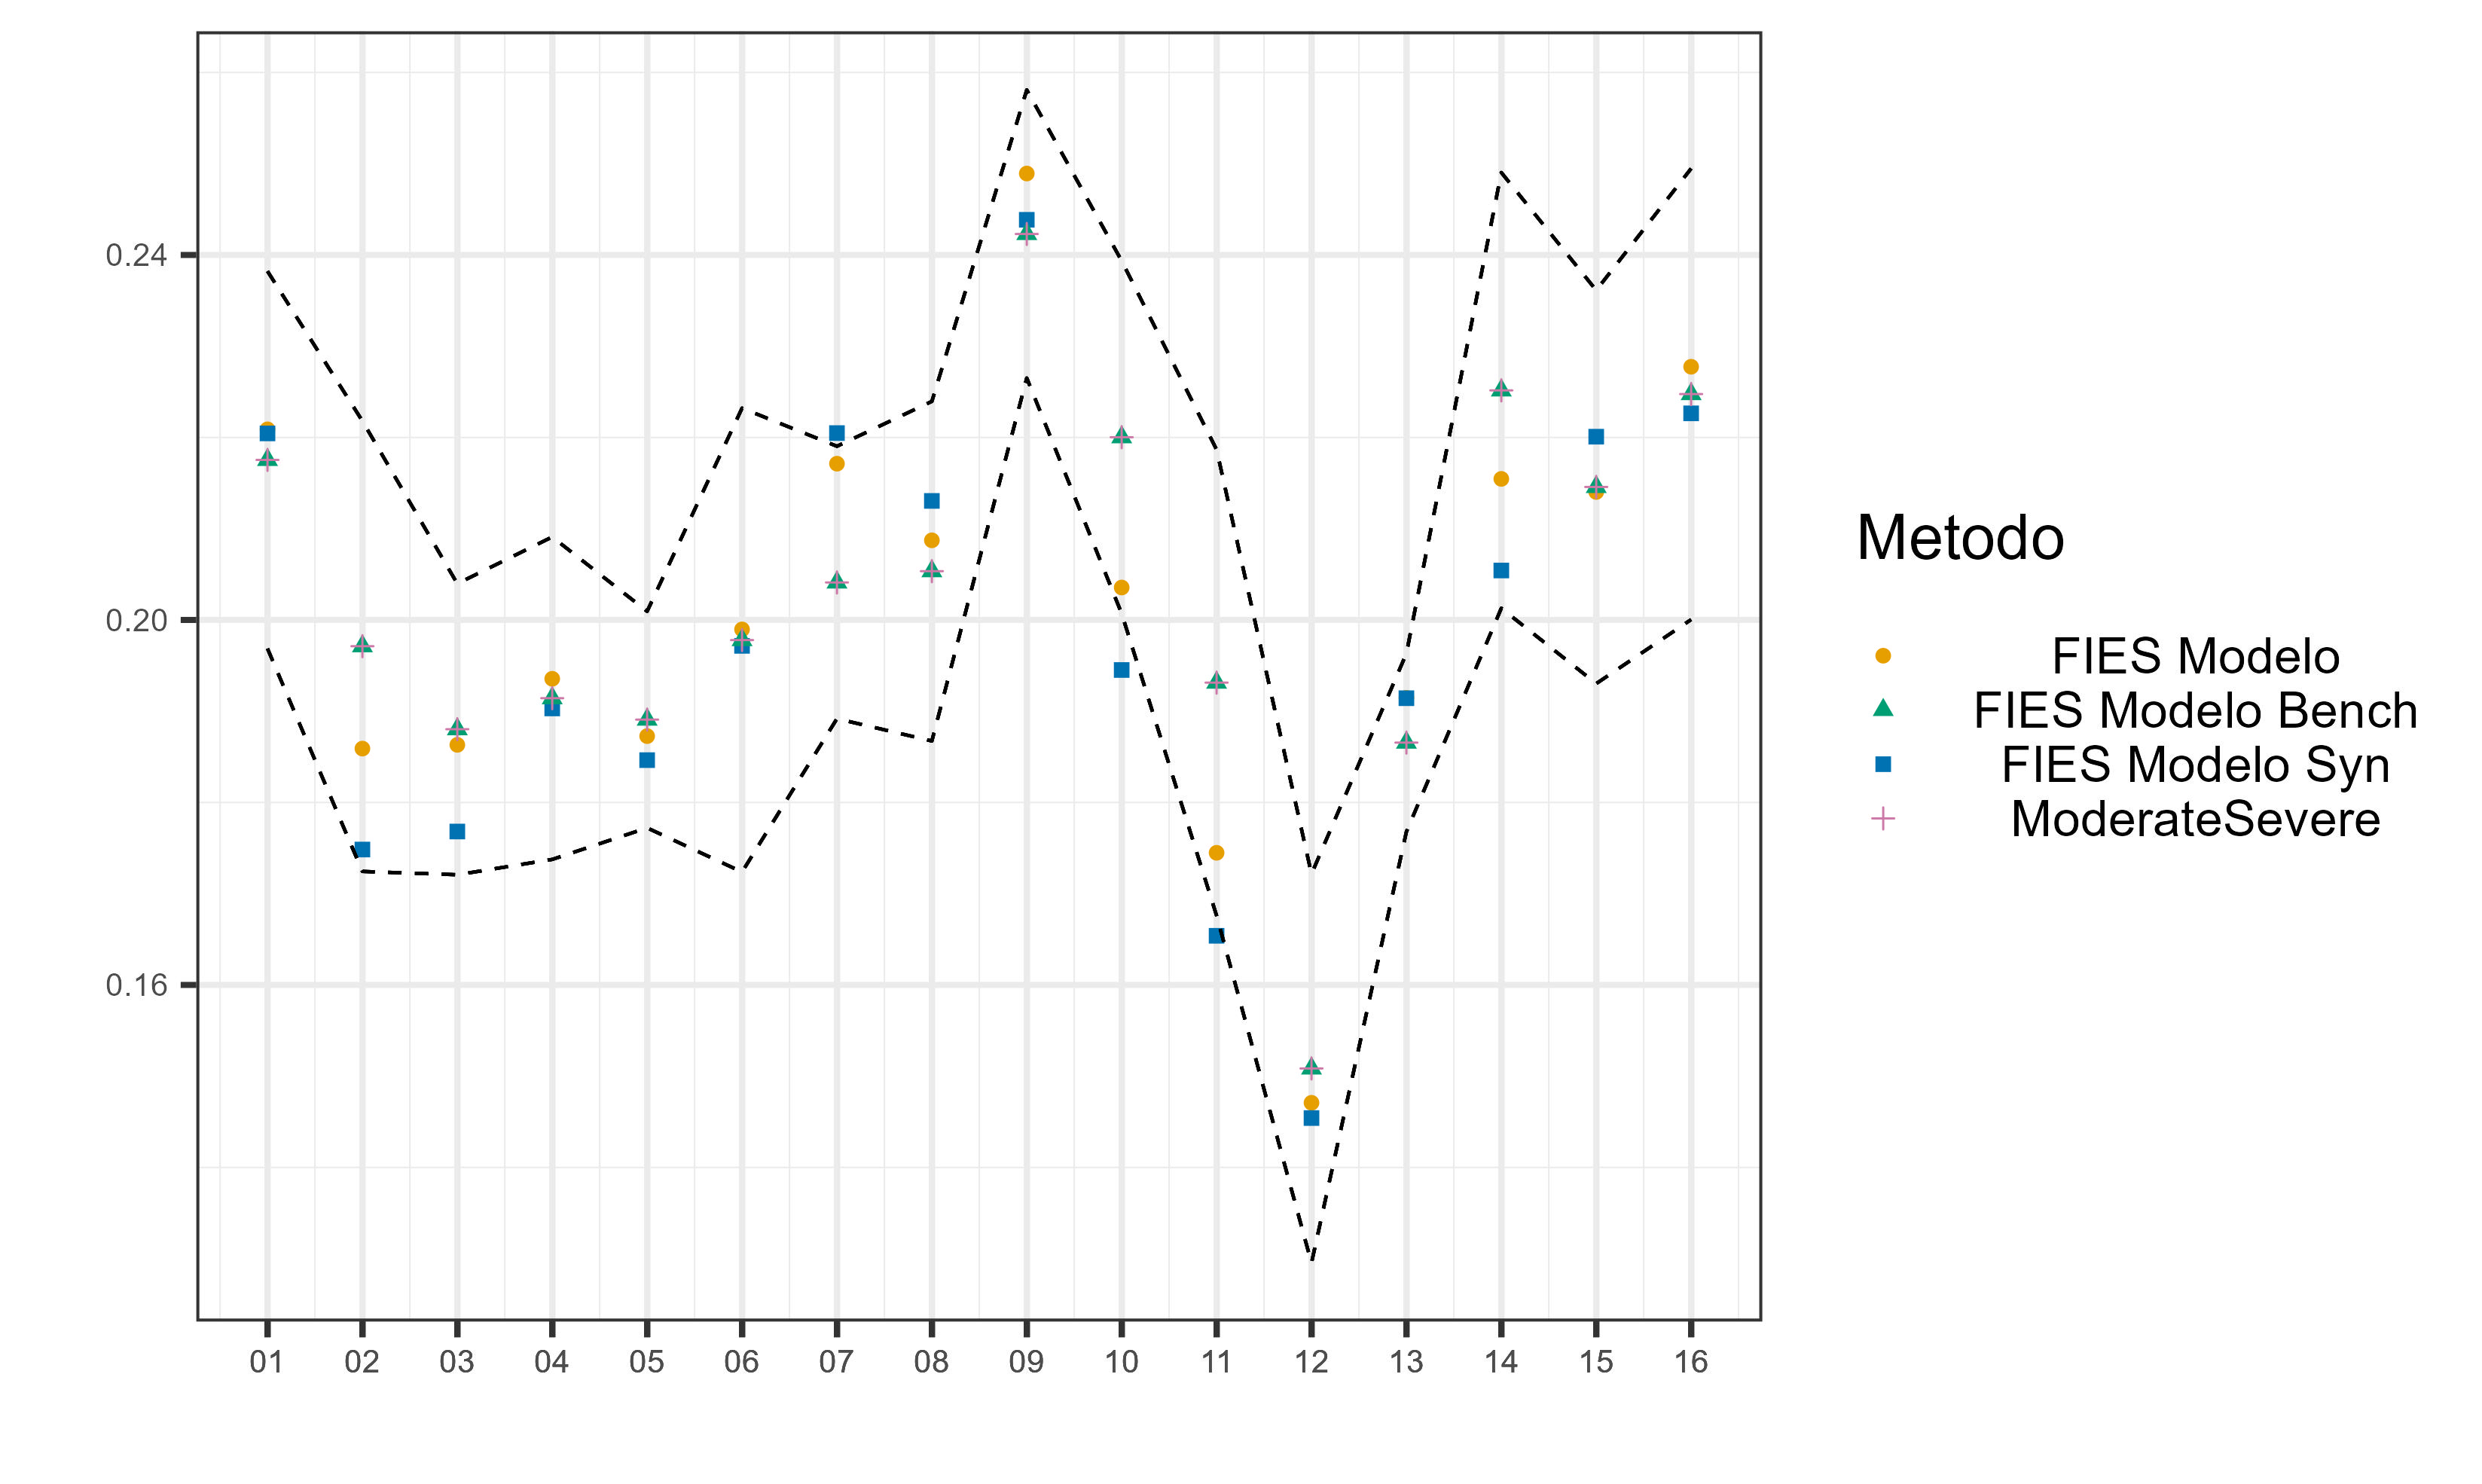 0.24
0.20
0.16
01 02 03 04 05 06 07 08 09 10 11 12 13 14 15 16
Metodo
FIES Modelo
FIES Modelo Bench
FIES Modelo Syn
ModerateSevere